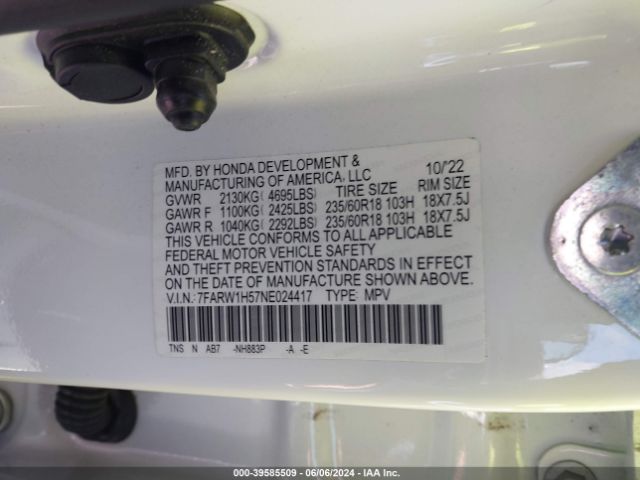 MFD. BY HONDA DEVELOPMENT & 10/'22
MANUFACTURING OF AMERICA, LLC
GVWR 2130KG( 4695LBS) TIRE SIZE RIM SIZE
GAWR F 1100KG( 2425LBS) 235/60R18 103H 18X7.5J
GAWR R 1040KG( 2292LBS) 235/60R18 103H 18X7.5J
THIS VEHICLE CONFORMS TO ALL APPLICABLE
FEDERAL MOTOR VEHICLE SAFETY
AND THEFT PREVENTION STANDARDS IN EFFECT
ON THE DATE OF MANUFACTURE SHOWN ABOVE.
V.I.N.:7FARW1H57NE024417 TYPE: MPV
TNS N AB7 -NH883P -A -E
000-39585509 - 06/06/2024 - IAA Inc.